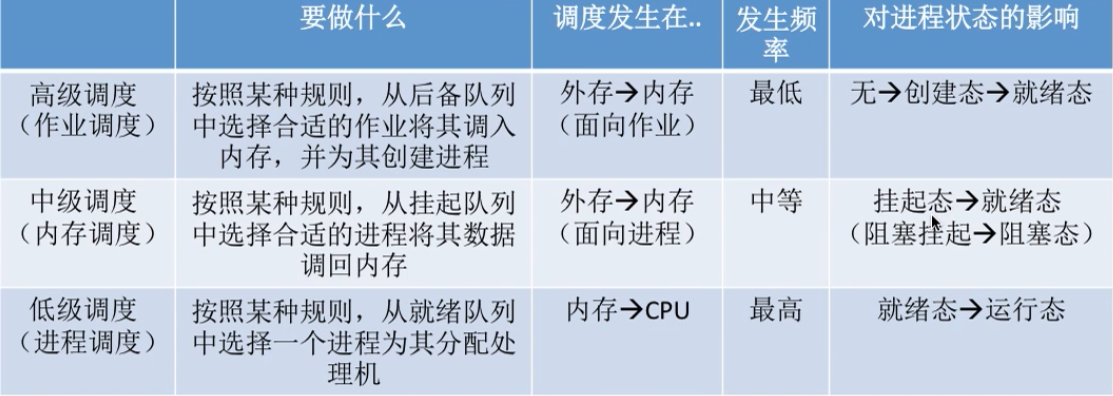 要做什么
调度发生在..
发生频
率
对进程状态的影响
高级调度
（作业调度）
按照某种规则，从后备队列
中选择合适的作业将其调入
内存，并为其创建进程
外存→内存
（面向作业）
最低
无→创建态→就绪态
中级调度
（内存调度）
按照某种规则，从挂起队列
中选择合适的进程将其数据
调回内存
外存→内存
（面向进程）
中等
挂起态→就绪态
（阻塞挂起→阻塞态）
低级调度
（进程调度）
按照某种规则，从就绪队列
中选择一个进程为其分配处
理机
内存→CPU
最高
就绪态→运行态